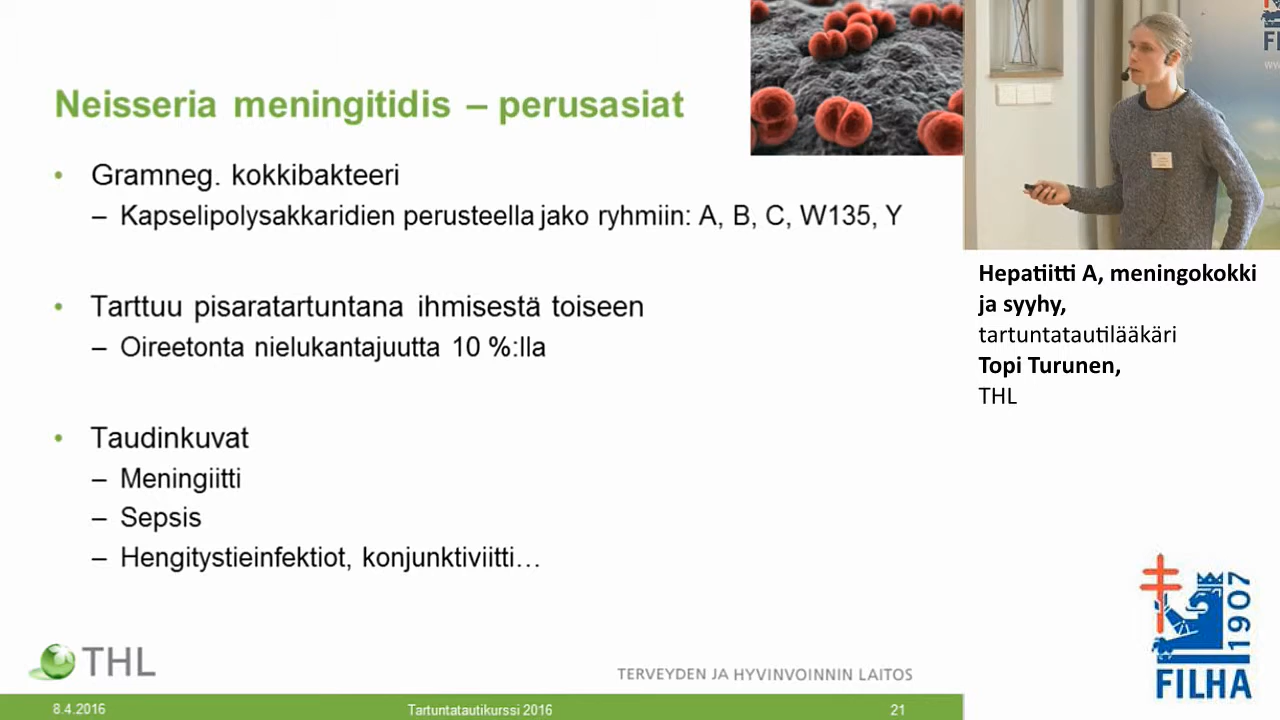 Neisseria meningitidis – perusasiat
• Gramneg. kokkibakteeri
– Kapselipolysakkaridien perusteella jako ryhmiin: A, B, C, W135, Y
• Tarttuu pisaratartuntana ihmisestä toiseen
– Oireetonta nielukantajuutta 10 %:lla
• Taudinkuvat
– Meningiitti
– Sepsis
– Hengitystieinfektiot, konjunktiviitti…
THL
TERVEYDEN JA HYVINVOINNIN LAITOS
8.4.2016
Tartuntatautikurssi 2016
21
Hepatiitti A, meningokokki
ja syyhy,
tartuntatautilääkäri
Topi Turunen,
THL
1907
FILHA